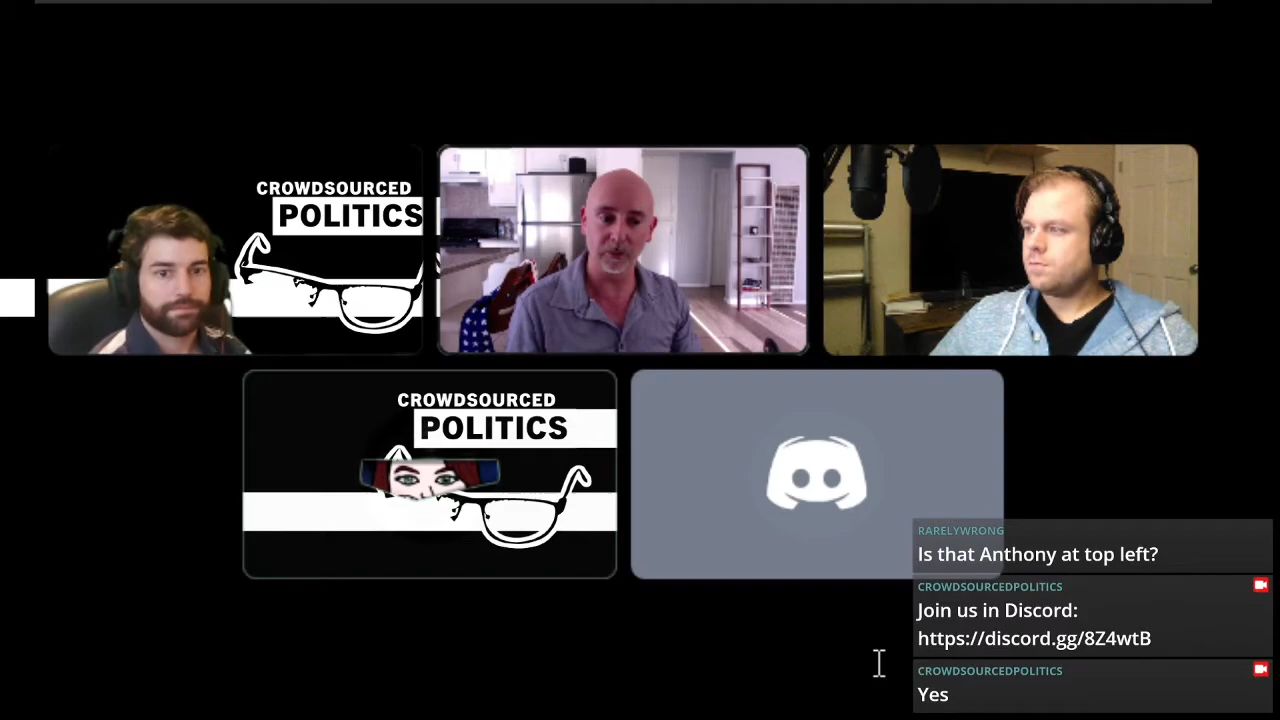 CROWDSOURCED
POLITICS
CROWDSOURCED
POLITICS
RARELYWRONG
Is that Anthony at top left?
CROWDSOURCEDPOLITICS
Join us in Discord:
https://discord.gg/8Z4wtB
CROWDSOURCEDPOLITICS
Yes